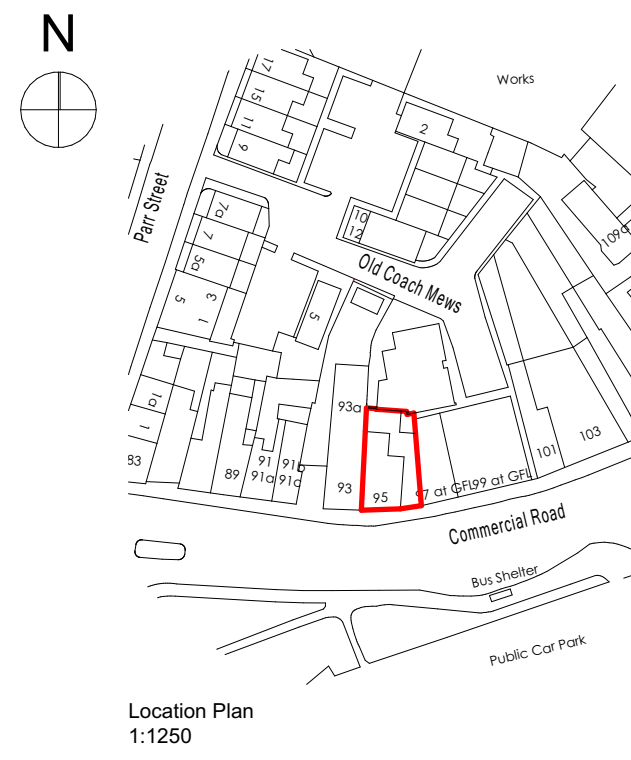 N
Works
17
15
11
9
2
Parr Street
7a
7
5a
5
3
1
10
12
109a
Old Coach Mews
5
1a
1
93a
83
89
91
91a
91b
91c
93
95
97 at GFL
99 at GFL
101
103
Commercial Road
Bus Shelter
Public Car Park
Location Plan
1:1250